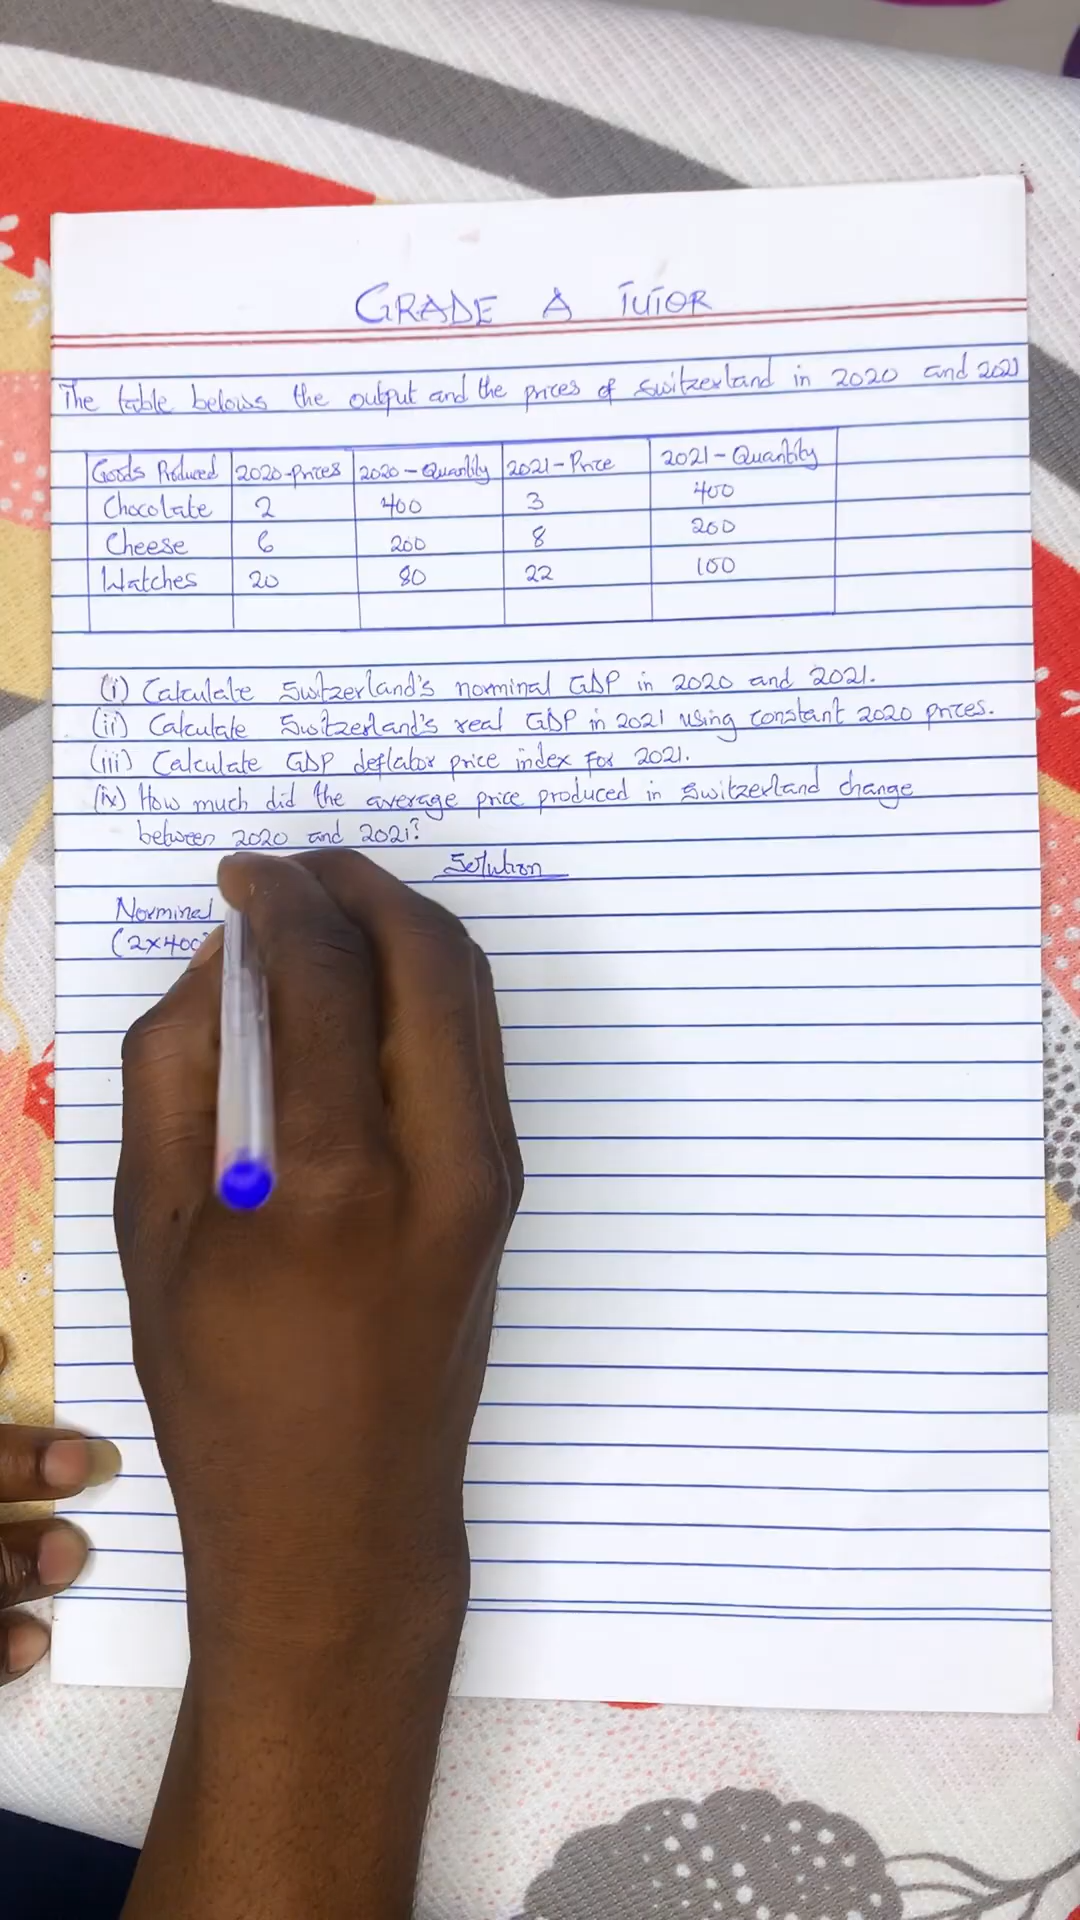 GRADE A TUTOR
The table belows the output and the prices of Switzerland in 2020 and 2021
Goods Produced 2020-Prices 2020-Quantity 2021-Price 2021-Quantity
Chocolate 2 400 3 400
Cheese 6 200 8 200
Watches 20 80 22 100
(i) Calculate Switzerland's norminal GDP in 2020 and 2021.
(ii) Calculate Switzerland's real GDP in 2021 using constant 2020 prices.
(iii) Calculate GDP deflator price index for 2021.
(iv) How much did the average price produced in Switzerland change
between 2020 and 2021?
Solution
Norminal
(2x400